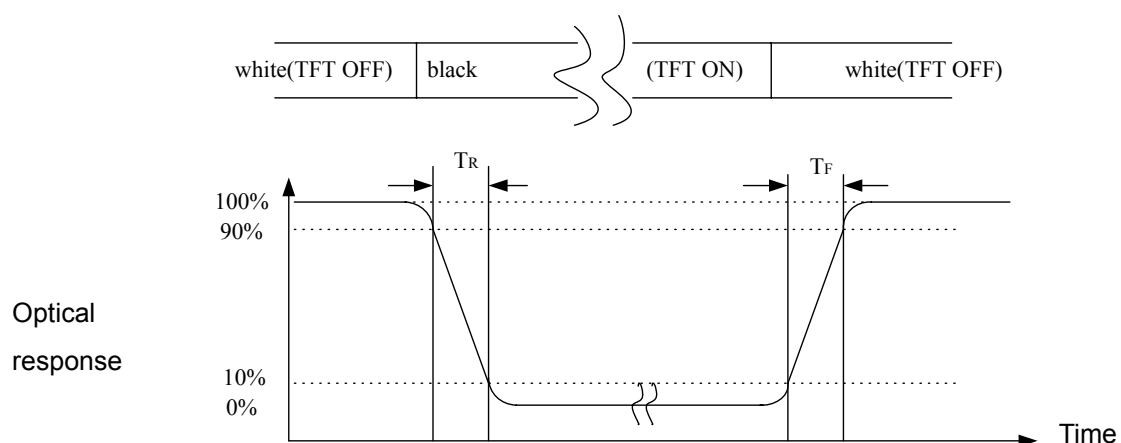 white(TFT OFF) black (TFT ON) white(TFT OFF)
TR TF
100%
90%
Optical
response
10%
0%
Time